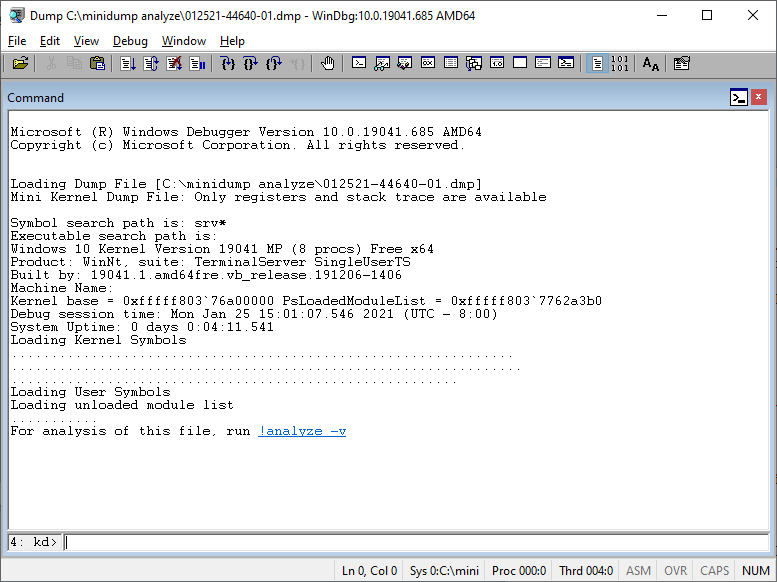 Dump C:\minidump analyze\012521-44640-01.dmp - WinDbg:10.0.19041.685 AMD64
File Edit View Debug Window Help
Command
Microsoft (R) Windows Debugger Version 10.0.19041.685 AMD64
Copyright (c) Microsoft Corporation. All rights reserved.
Loading Dump File [C:\minidump analyze\012521-44640-01.dmp]
Mini Kernel Dump File: Only registers and stack trace are available
Symbol search path is: srv*
Executable search path is:
Windows 10 Kernel Version 19041 MP (8 procs) Free x64
Product: WinNt, suite: TerminalServer SingleUserTS
Built by: 19041.1.amd64fre.vb_release.191206-1406
Machine Name:
Kernel base = 0xfffff803`76a00000 PsLoadedModuleList = 0xfffff803`7762a3b0
Debug session time: Mon Jan 25 15:01:07.546 2021 (UTC - 8:00)
System Uptime: 0 days 0:04:11.541
Loading Kernel Symbols
...............................................................
................................................................
........................................................
Loading User Symbols
Loading unloaded module list
...........
For analysis of this file, run !analyze -v
4: kd>
Ln 0, Col 0 Sys 0:C:\mini Proc 000:0 Thrd 004:0 ASM OVR CAPS NUM